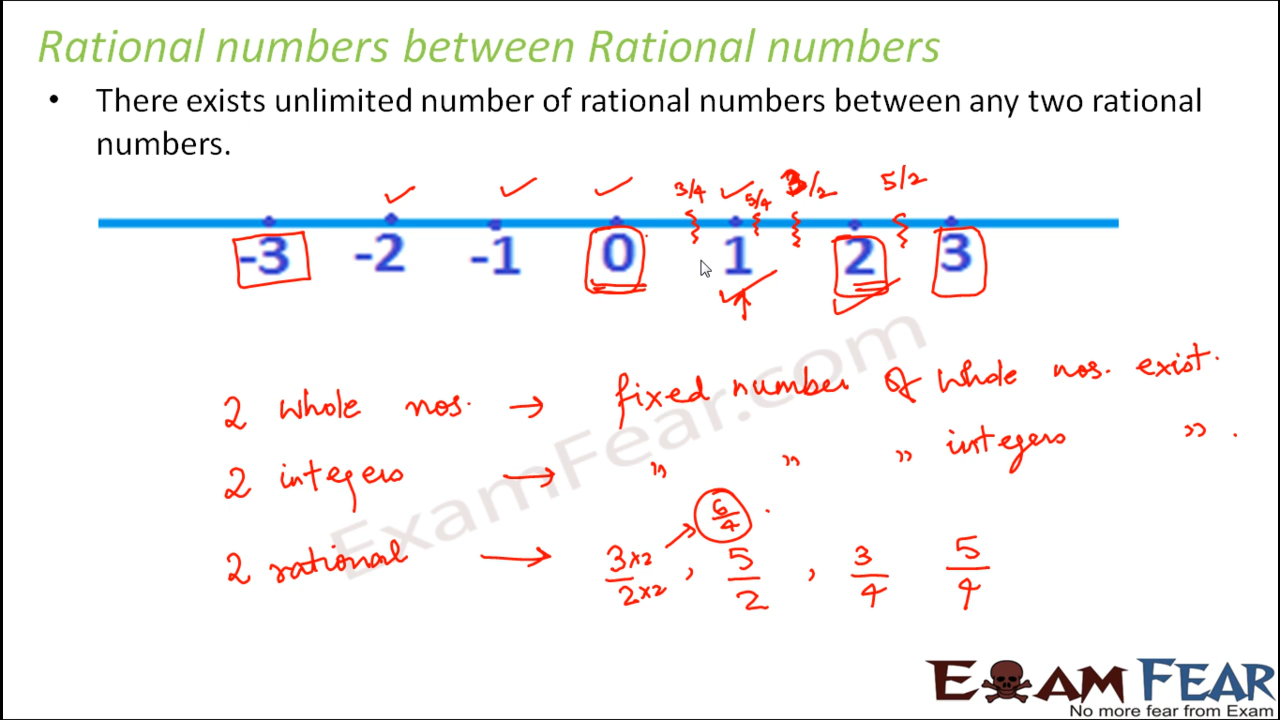 Rational numbers between Rational numbers
• There exists unlimited number of rational numbers between any two rational
numbers.
3/4 5/4 3/2 5/2
-3 -2 -1 0 1 2 3
2 whole nos. → fixed number of whole nos. exist.
2 integers → " " " integers " .
6/4 .
2 rational → 3×2/2×2 , 5/2 , 3/4 5/4
ExamFear.com
EXAM FEAR
No more fear from Exam